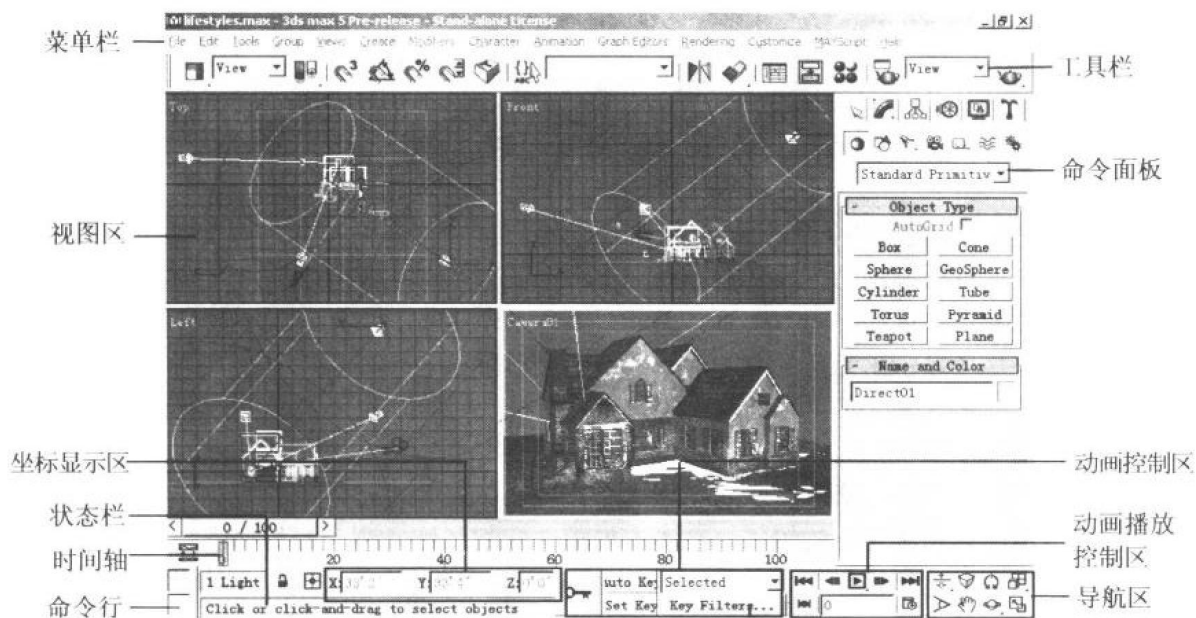 lifestyles.max - 3ds max 5 Pre-release - Stand-alone License
菜单栏
File Edit Tools Group Views Create Modifiers Character Animation Graph Editors Rendering Customize MAXScript Help
View
ABC
View
工具栏
Top
Front
Standard Primitiv
命令面板
- Object Type
AutoGrid
Box Cone
Sphere GeoSphere
Cylinder Tube
Torus Pyramid
Teapot Plane
视图区
Left
Camera01
- Name and Color
Direct01
坐标显示区
动画控制区
状态栏
< 0 / 100 >
动画播放
控制区
时间轴
20 40 60 80 100
1 Light X: Y: Z: uto Key Selected
命令行
Click or click-and-drag to select objects
Set Key Key Filters...
0
导航区